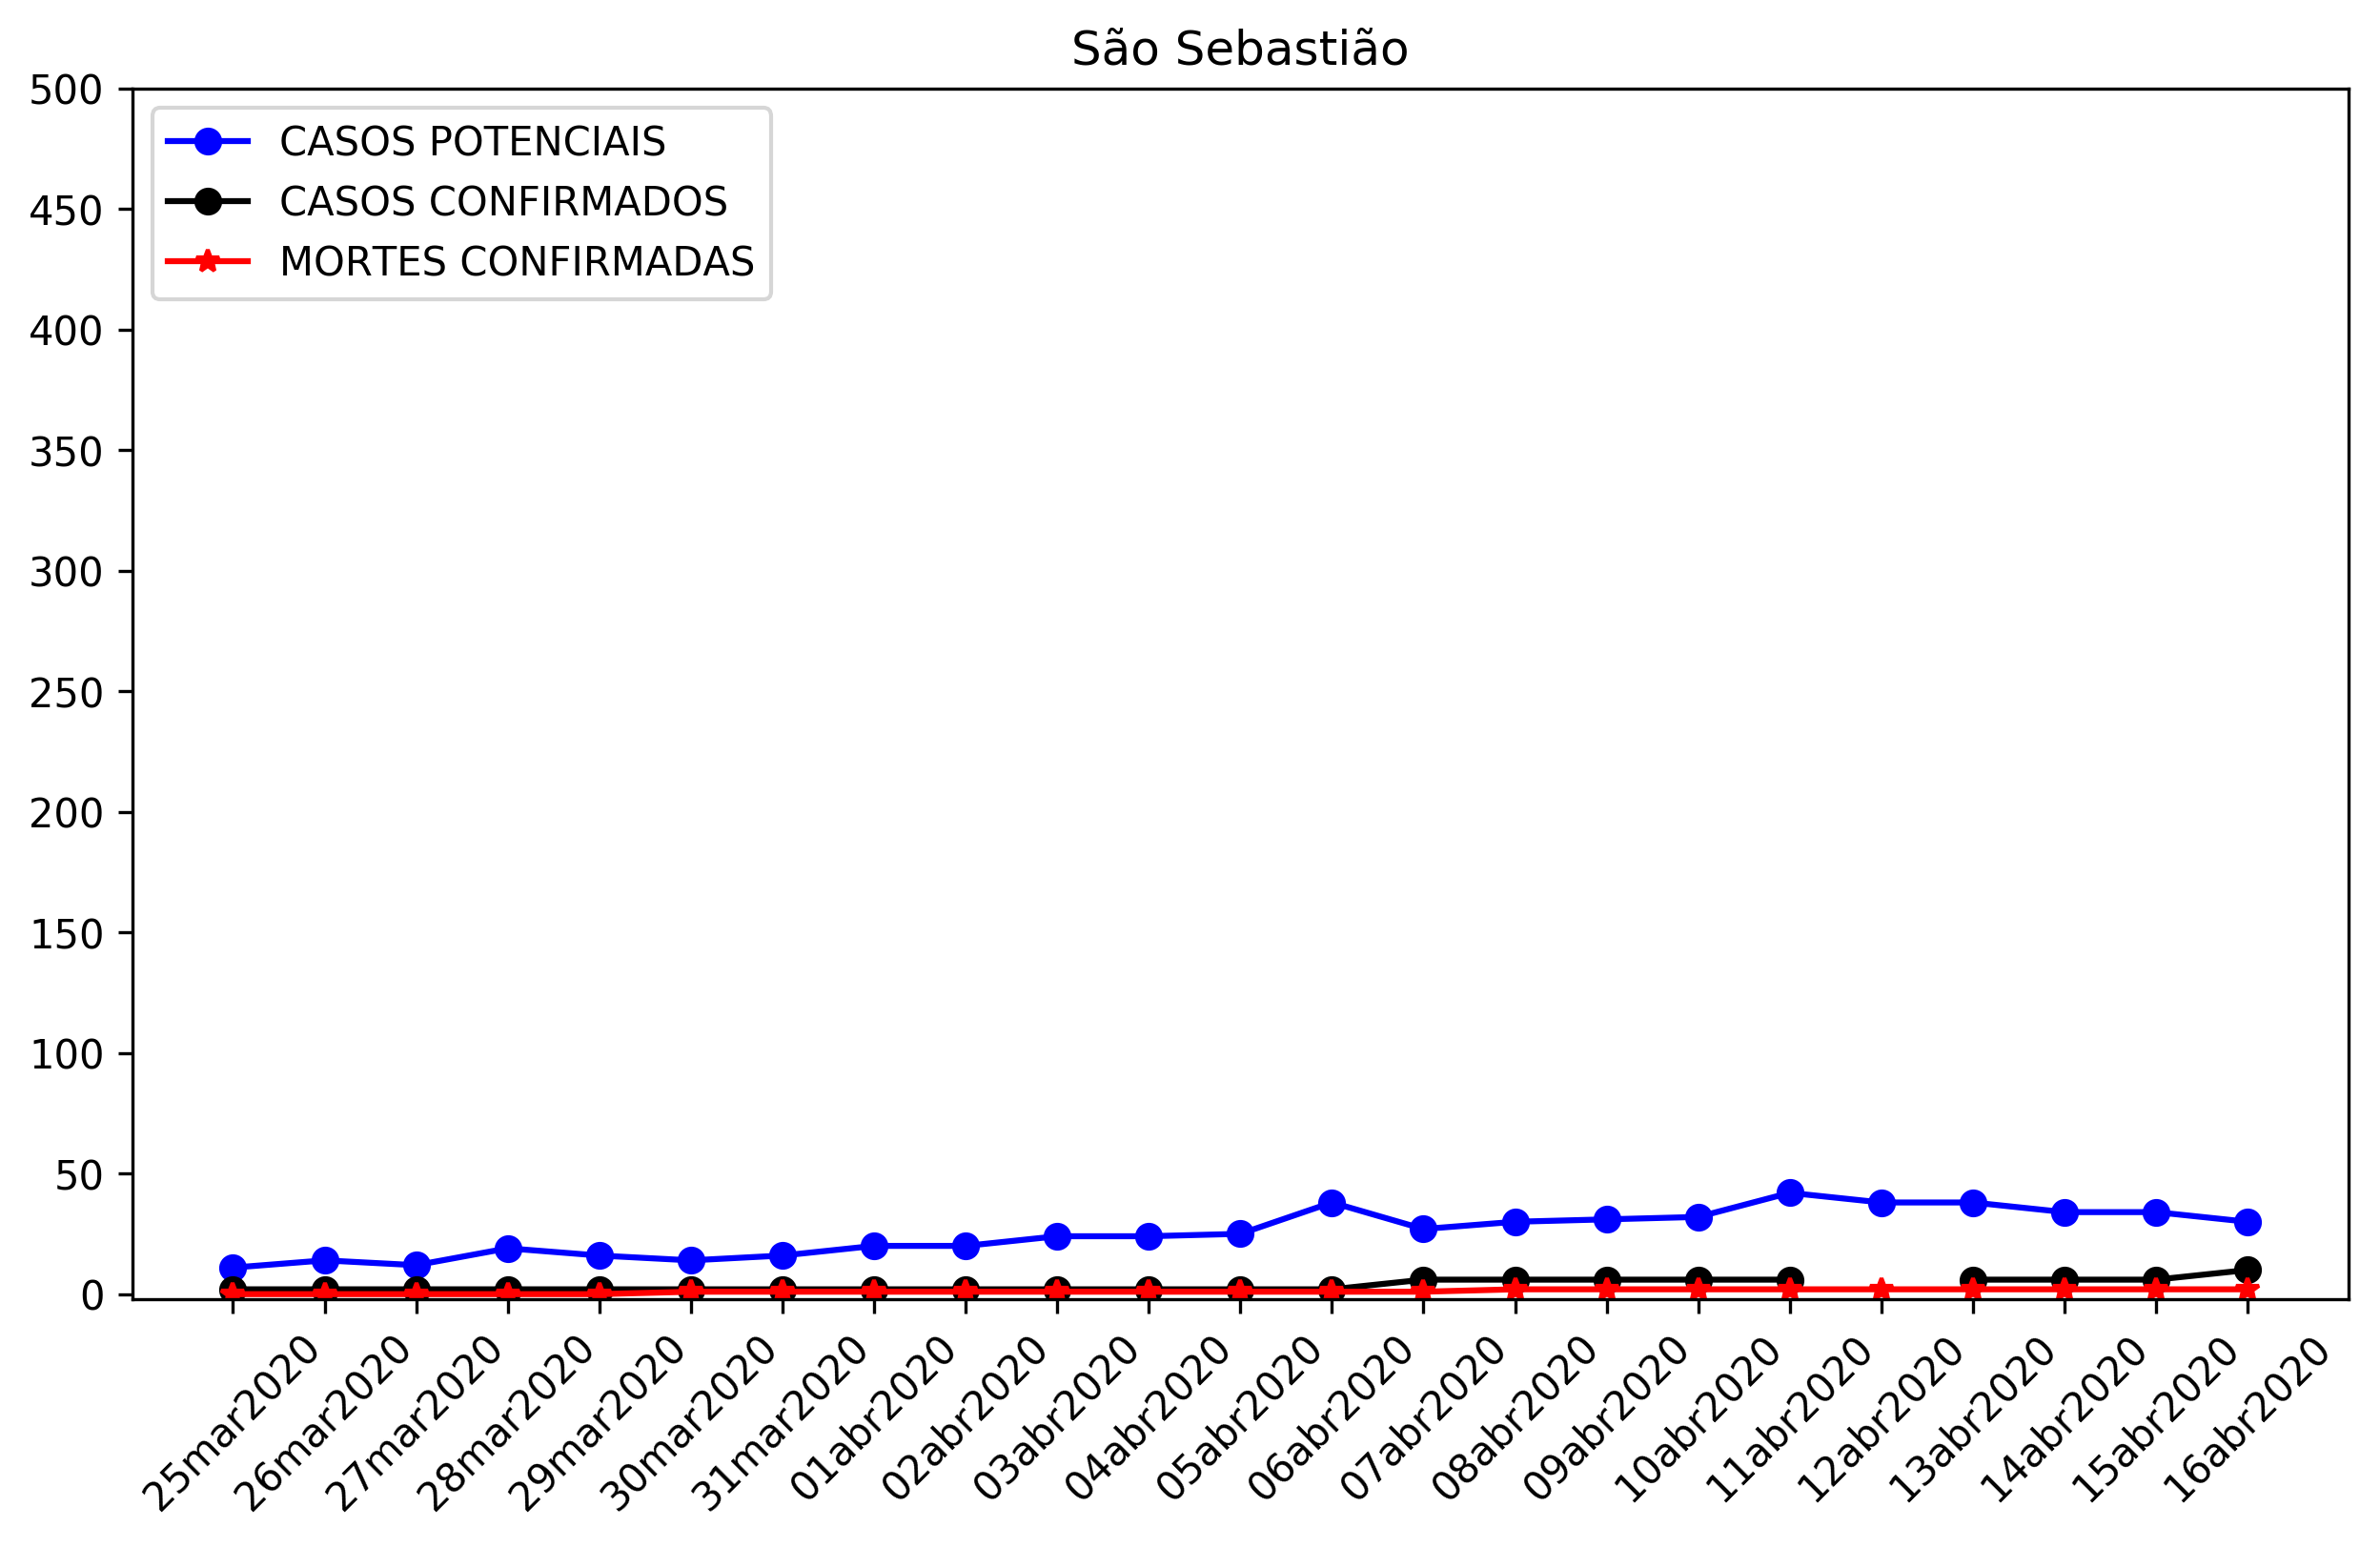 São Sebastião
500
450
400
350
300
250
200
150
100
50
0
CASOS POTENCIAIS
CASOS CONFIRMADOS
MORTES CONFIRMADAS
25mar2020
26mar2020
27mar2020
28mar2020
29mar2020
30mar2020
31mar2020
01abr2020
02abr2020
03abr2020
04abr2020
05abr2020
06abr2020
07abr2020
08abr2020
09abr2020
10abr2020
11abr2020
12abr2020
13abr2020
14abr2020
15abr2020
16abr2020